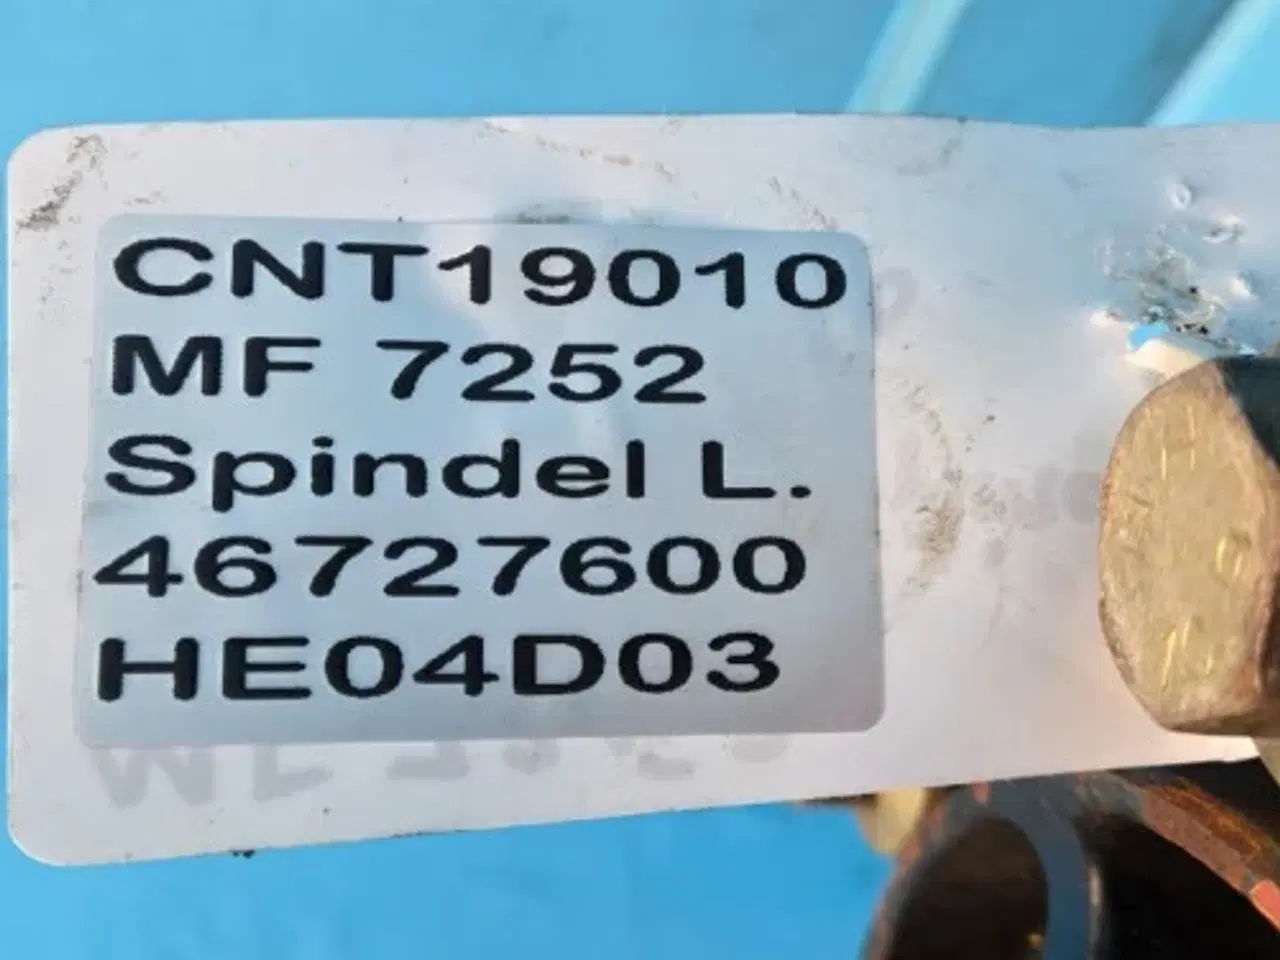 CNT19010
MF 7252
Spindel L.
46727600
HE04D03